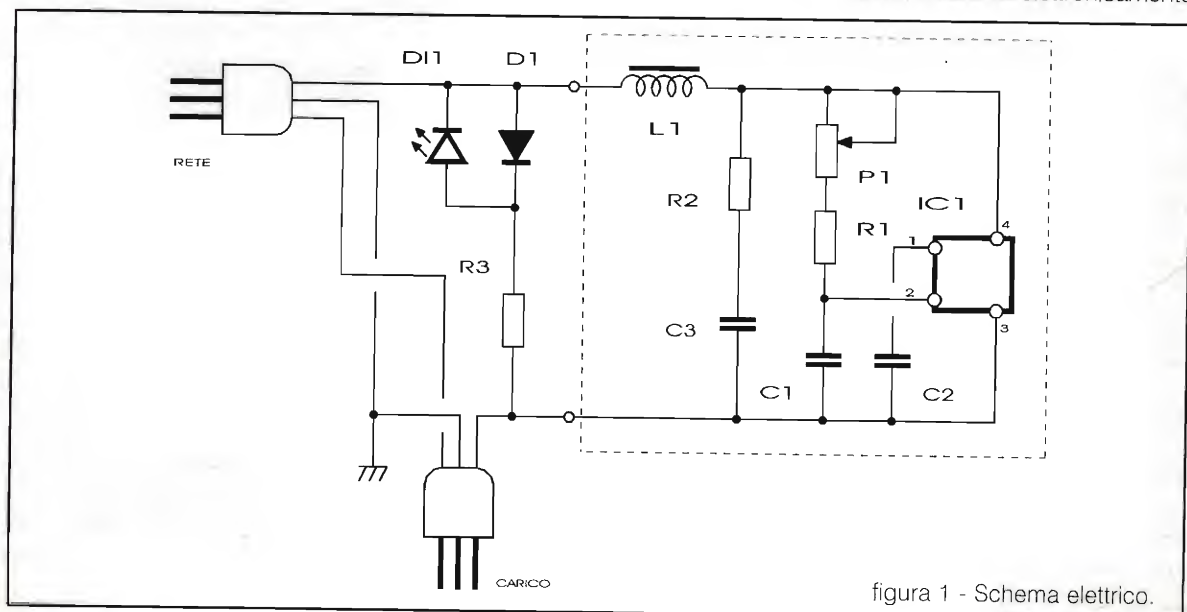 DI1 D1
L1
RETE
P1
R2
IC1
4
R1
1
R3
2
C3
3
C1
C2
CARICO
figura 1 - Schema elettrico.